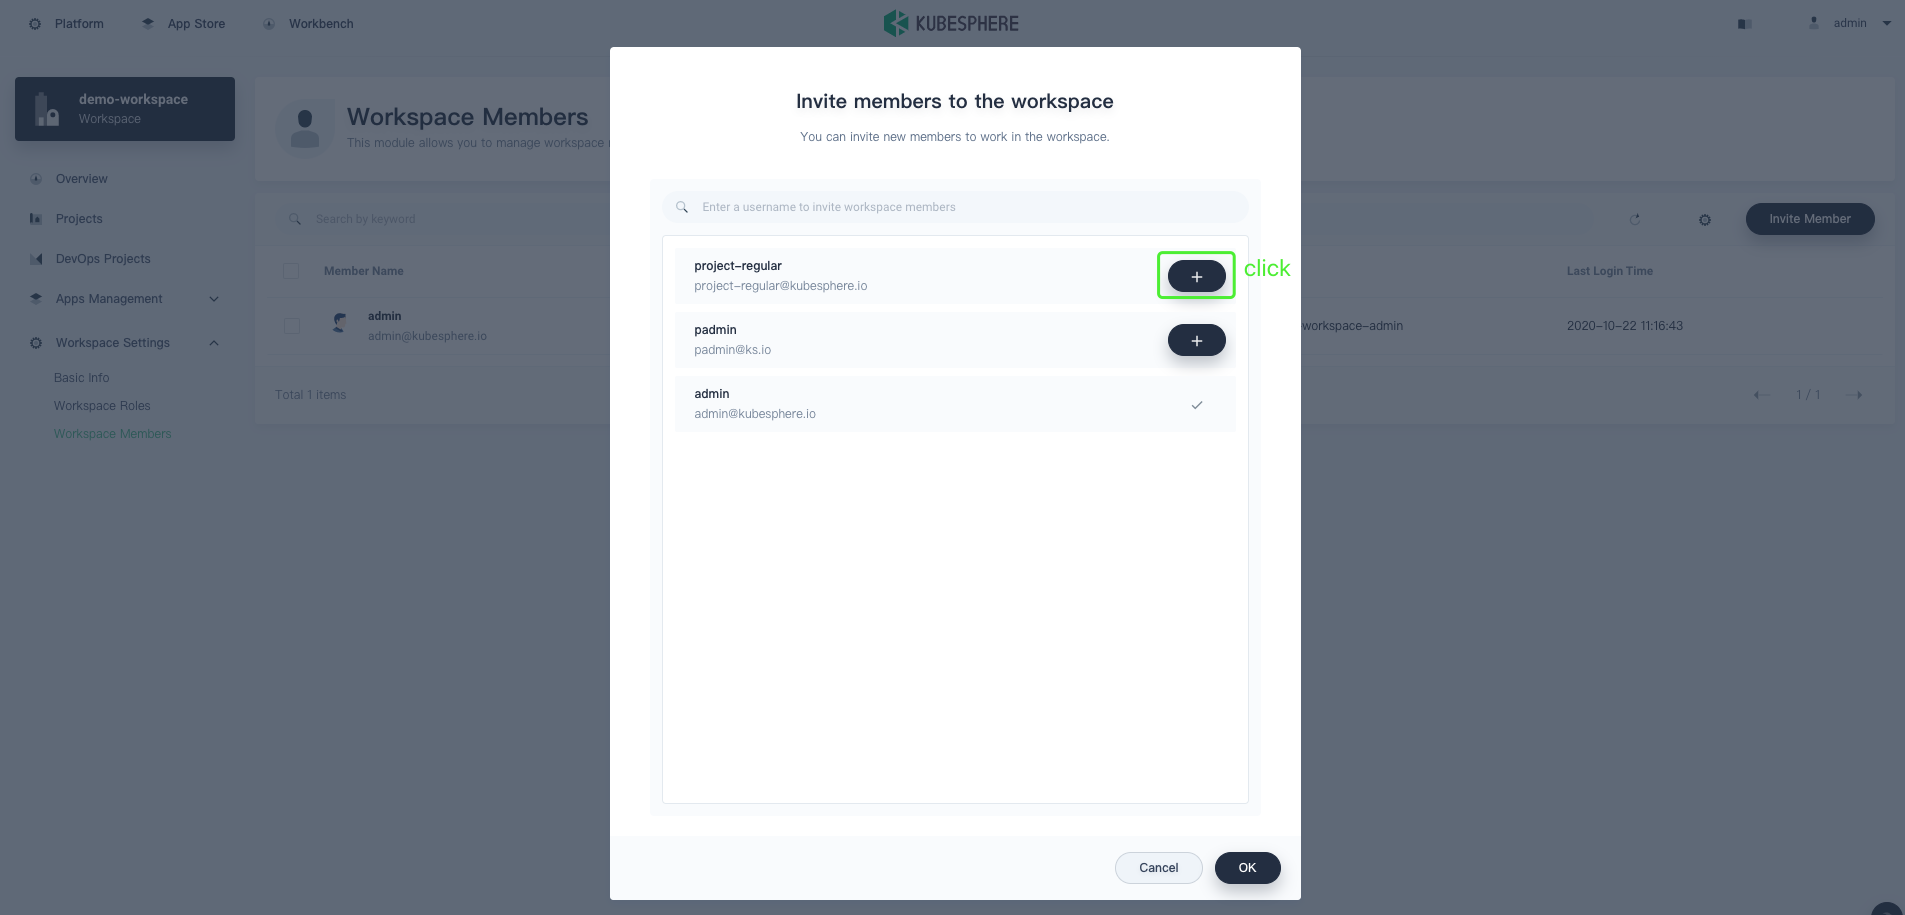 Platform
App Store
Workbench
KUBESPHERE
admin
demo-workspace
Workspace
Overview
Projects
DevOps Projects
Apps Management
Workspace Settings
Basic Info
Workspace Roles
Workspace Members
Workspace Members
This module allows you to manage workspace
Search by keyword
Invite Member
Member Name
Last Login Time
admin
admin@kubesphere.io
workspace-admin
2020-10-22 11:16:43
Total 1 items
1 / 1
Invite members to the workspace
You can invite new members to work in the workspace.
Enter a username to invite workspace members
project-regular
project-regular@kubesphere.io
click
padmin
padmin@ks.io
admin
admin@kubesphere.io
Cancel
OK